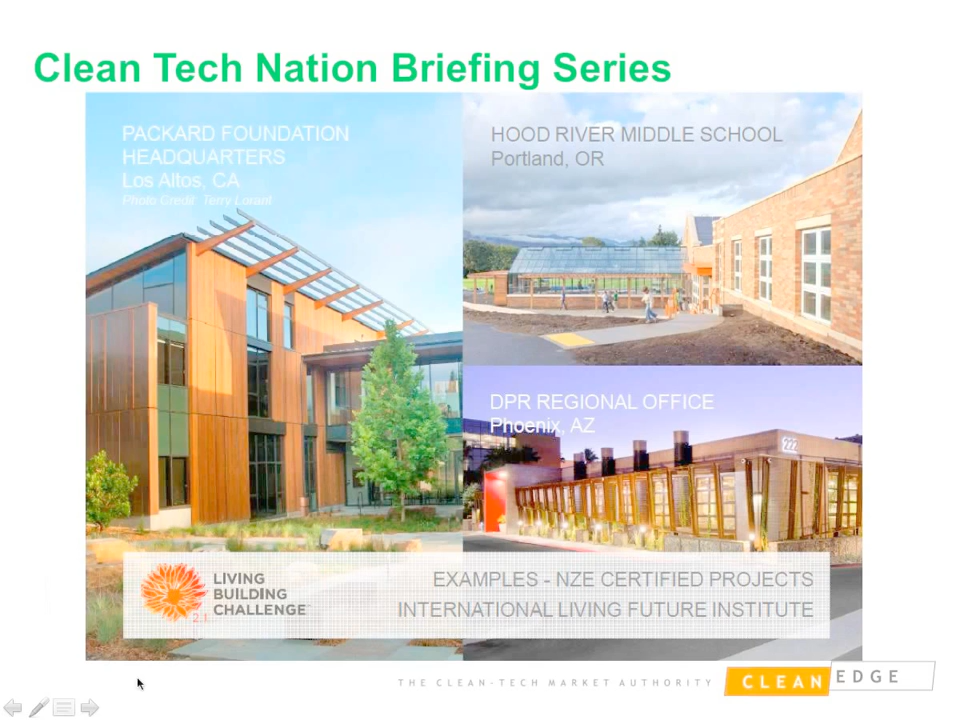 Clean Tech Nation Briefing Series
PACKARD FOUNDATION
HEADQUARTERS
Los Altos, CA
Photo Credit: Terry Lorant
HOOD RIVER MIDDLE SCHOOL
Portland, OR
DPR REGIONAL OFFICE
Phoenix, AZ
222
LIVING
BUILDING
CHALLENGE
2.1
EXAMPLES - NZE CERTIFIED PROJECTS
INTERNATIONAL LIVING FUTURE INSTITUTE
THE CLEAN-TECH MARKET AUTHORITY
CLEAN EDGE